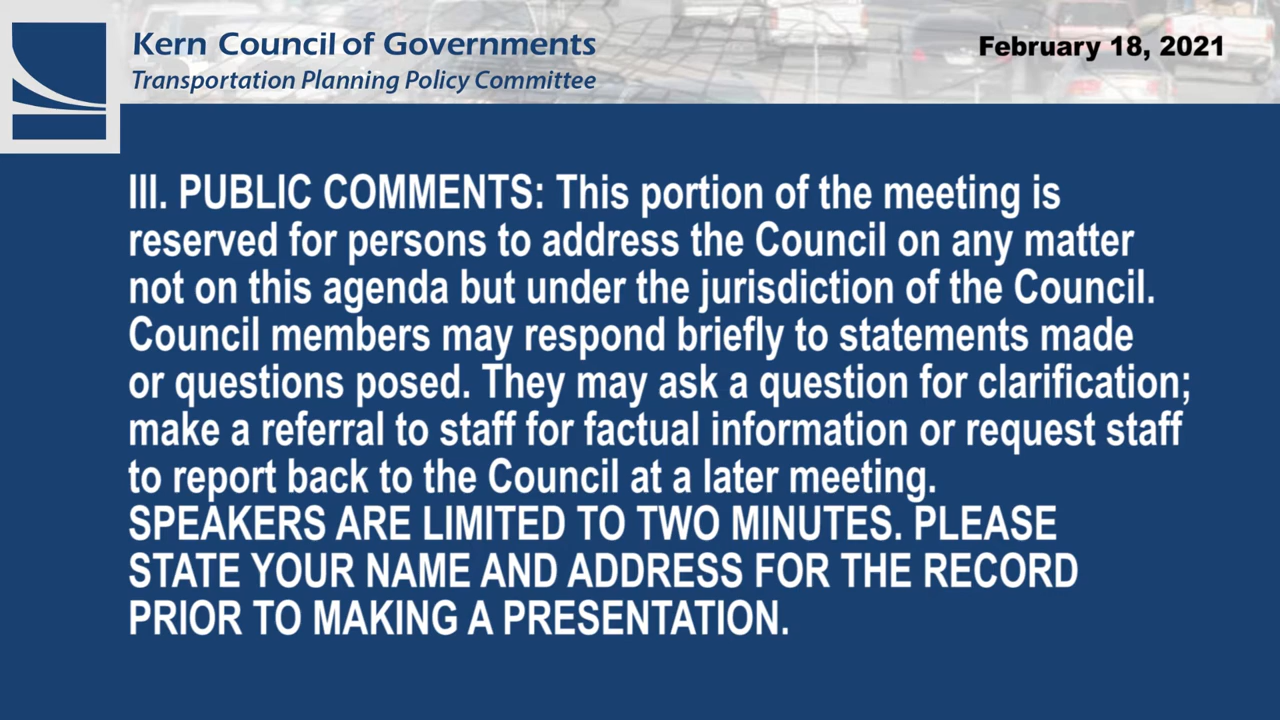 Kern Council of Governments
Transportation Planning Policy Committee
February 18, 2021
III. PUBLIC COMMENTS: This portion of the meeting is
reserved for persons to address the Council on any matter
not on this agenda but under the jurisdiction of the Council.
Council members may respond briefly to statements made
or questions posed. They may ask a question for clarification;
make a referral to staff for factual information or request staff
to report back to the Council at a later meeting.
SPEAKERS ARE LIMITED TO TWO MINUTES. PLEASE
STATE YOUR NAME AND ADDRESS FOR THE RECORD
PRIOR TO MAKING A PRESENTATION.